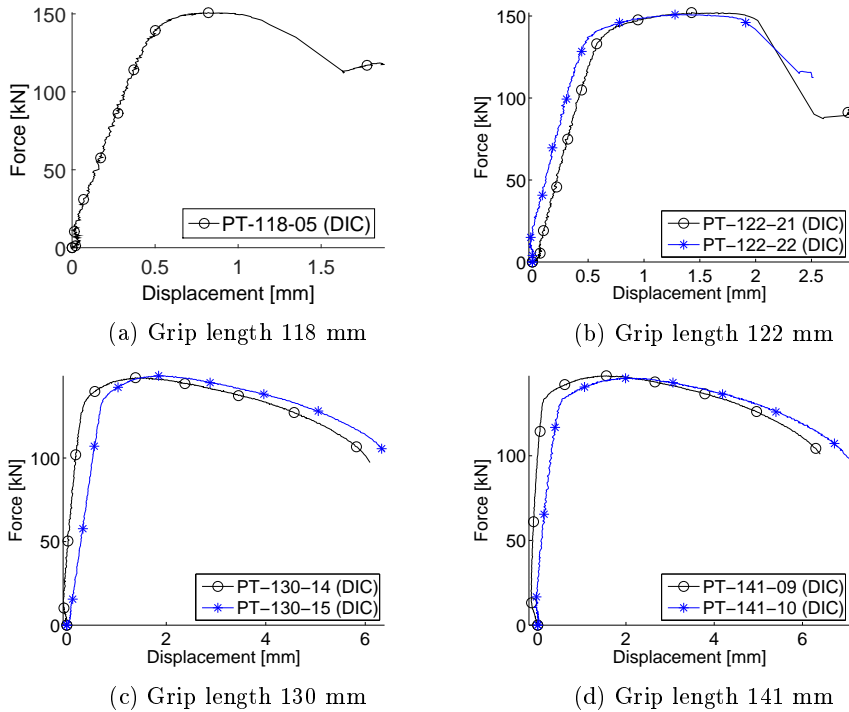 150
100
50
0
Force [kN]
0 0.5 1 1.5
Displacement [mm]
PT-118-05 (DIC)
(a) Grip length 118 mm
150
100
50
0
Force [kN]
0 0.5 1 1.5 2 2.5
Displacement [mm]
PT−122−21 (DIC)
PT−122−22 (DIC)
(b) Grip length 122 mm
100
50
0
Force [kN]
0 2 4 6
Displacement [mm]
PT−130−14 (DIC)
PT−130−15 (DIC)
(c) Grip length 130 mm
100
50
0
Force [kN]
0 2 4 6
Displacement [mm]
PT−141−09 (DIC)
PT−141−10 (DIC)
(d) Grip length 141 mm